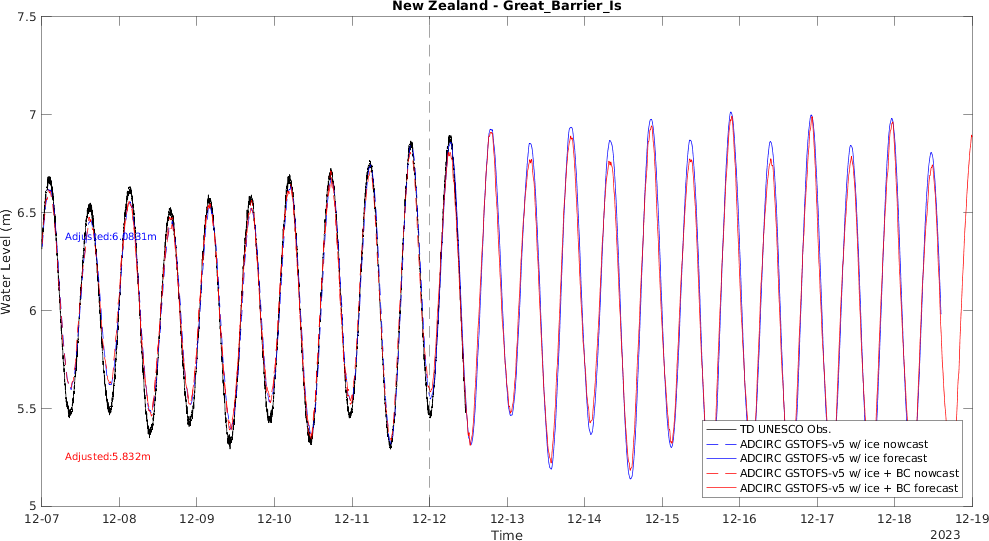 New Zealand - Great_Barrier_Is
7.5
7
6.5
6
5.5
5
Water Level (m)
Adjusted:6.0831m
Adjusted:5.832m
TD UNESCO Obs.
ADCIRC GSTOFS-v5 w/ ice nowcast
ADCIRC GSTOFS-v5 w/ ice forecast
ADCIRC GSTOFS-v5 w/ ice + BC nowcast
ADCIRC GSTOFS-v5 w/ ice + BC forecast
12-07 12-08 12-09 12-10 12-11 12-12 12-13 12-14 12-15 12-16 12-17 12-18 12-19
Time
2023